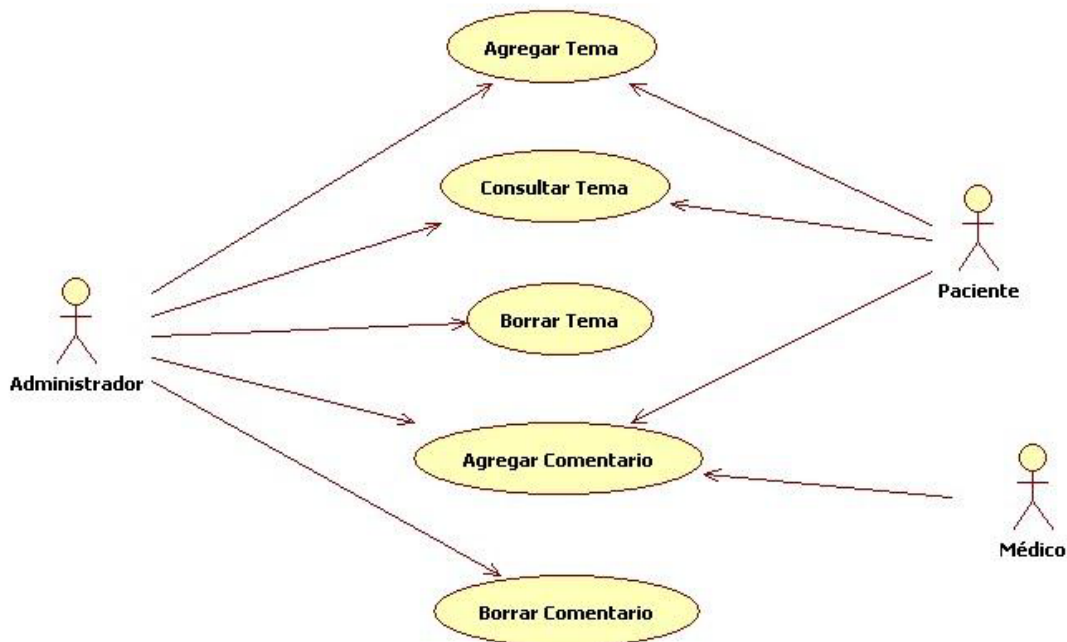 Agregar Tema
Consultar Tema
Paciente
Borrar Tema
Administrador
Agregar Comentario
Médico
Borrar Comentario